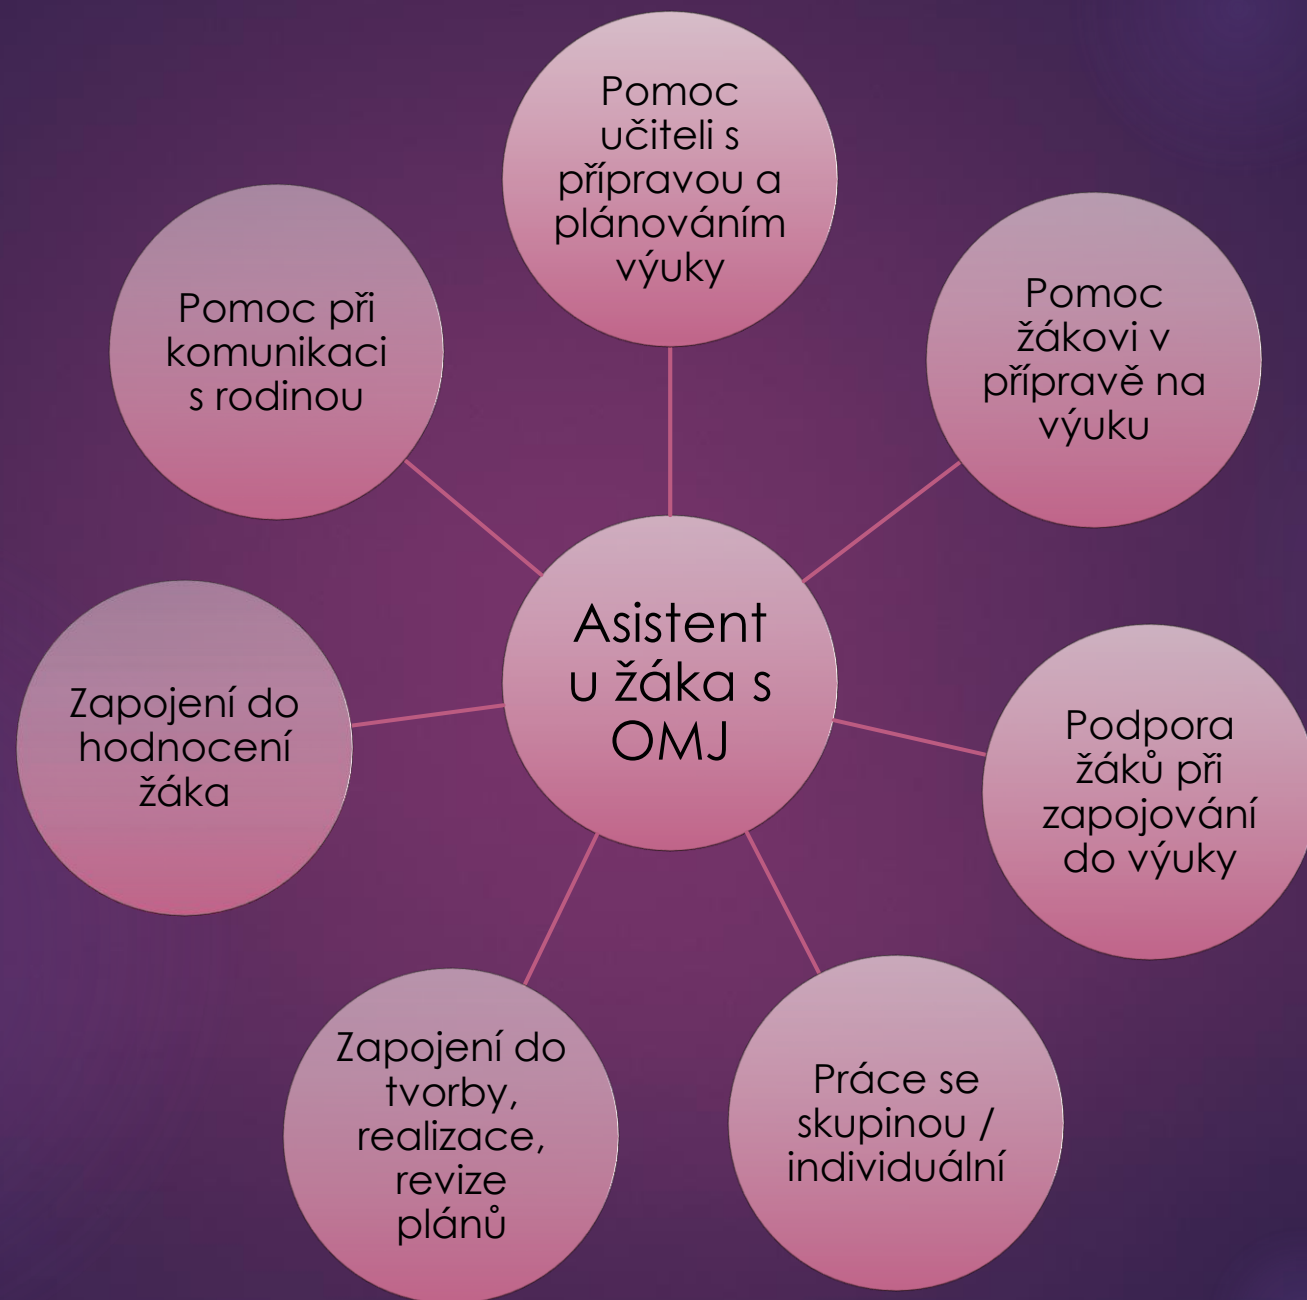 Pomoc
učiteli s
přípravou a
plánováním
výuky
Pomoc
žákovi v
přípravě na
výuku
Podpora
žáků při
zapojování
do výuky
Práce se
skupinou /
individuální
Zapojení do
tvorby,
realizace,
revize
plánů
Zapojení do
hodnocení
žáka
Pomoc při
komunikaci
s rodinou
Asistent
u žáka s
OMJ